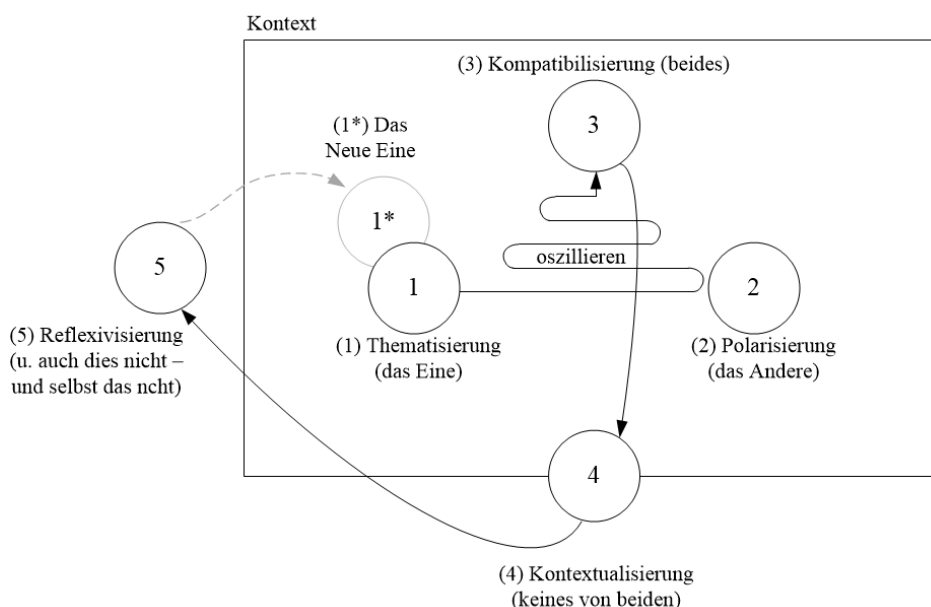 Kontext
(3) Kompatibilisierung (beides)
3
(1*) Das
Neue Eine
1*
oszillieren
5
1
2
(5) Reflexivisierung
(u. auch dies nicht –
und selbst das ncht)
(1) Thematisierung
(das Eine)
(2) Polarisierung
(das Andere)
4
(4) Kontextualisierung
(keines von beiden)